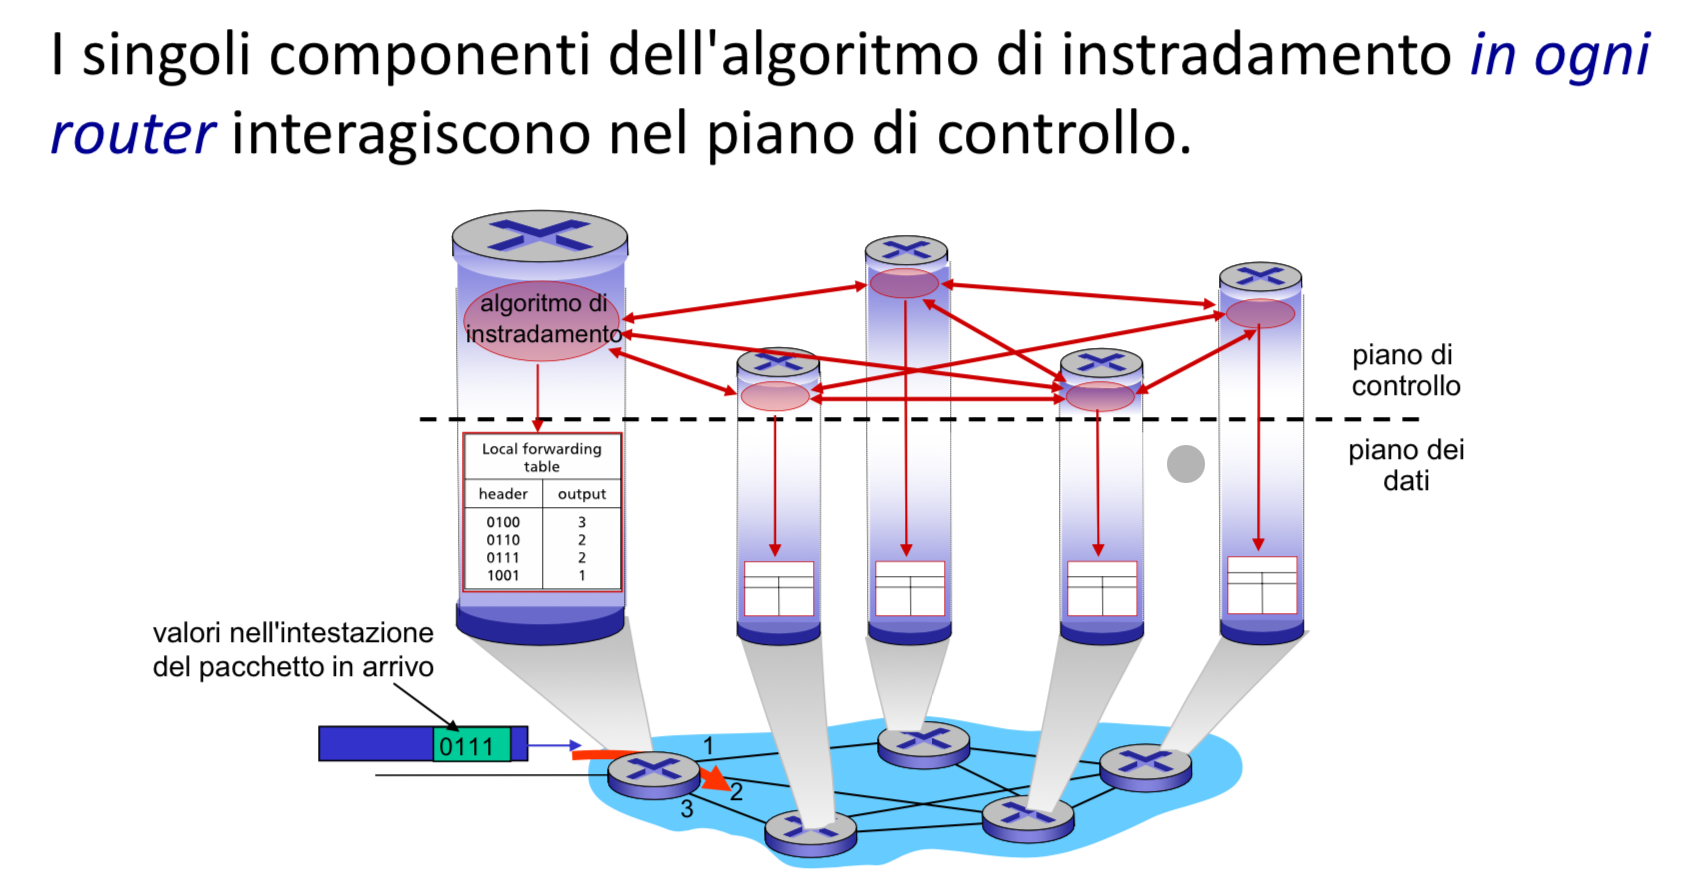 I singoli componenti dell'algoritmo di instradamento in ogni
router interagiscono nel piano di controllo.
algoritmo di
instradamento
piano di
controllo
piano dei
dati
Local forwarding
table
header output
0100 3
0110 2
0111 2
1001 1
valori nell'intestazione
del pacchetto in arrivo
0111
1
2
3